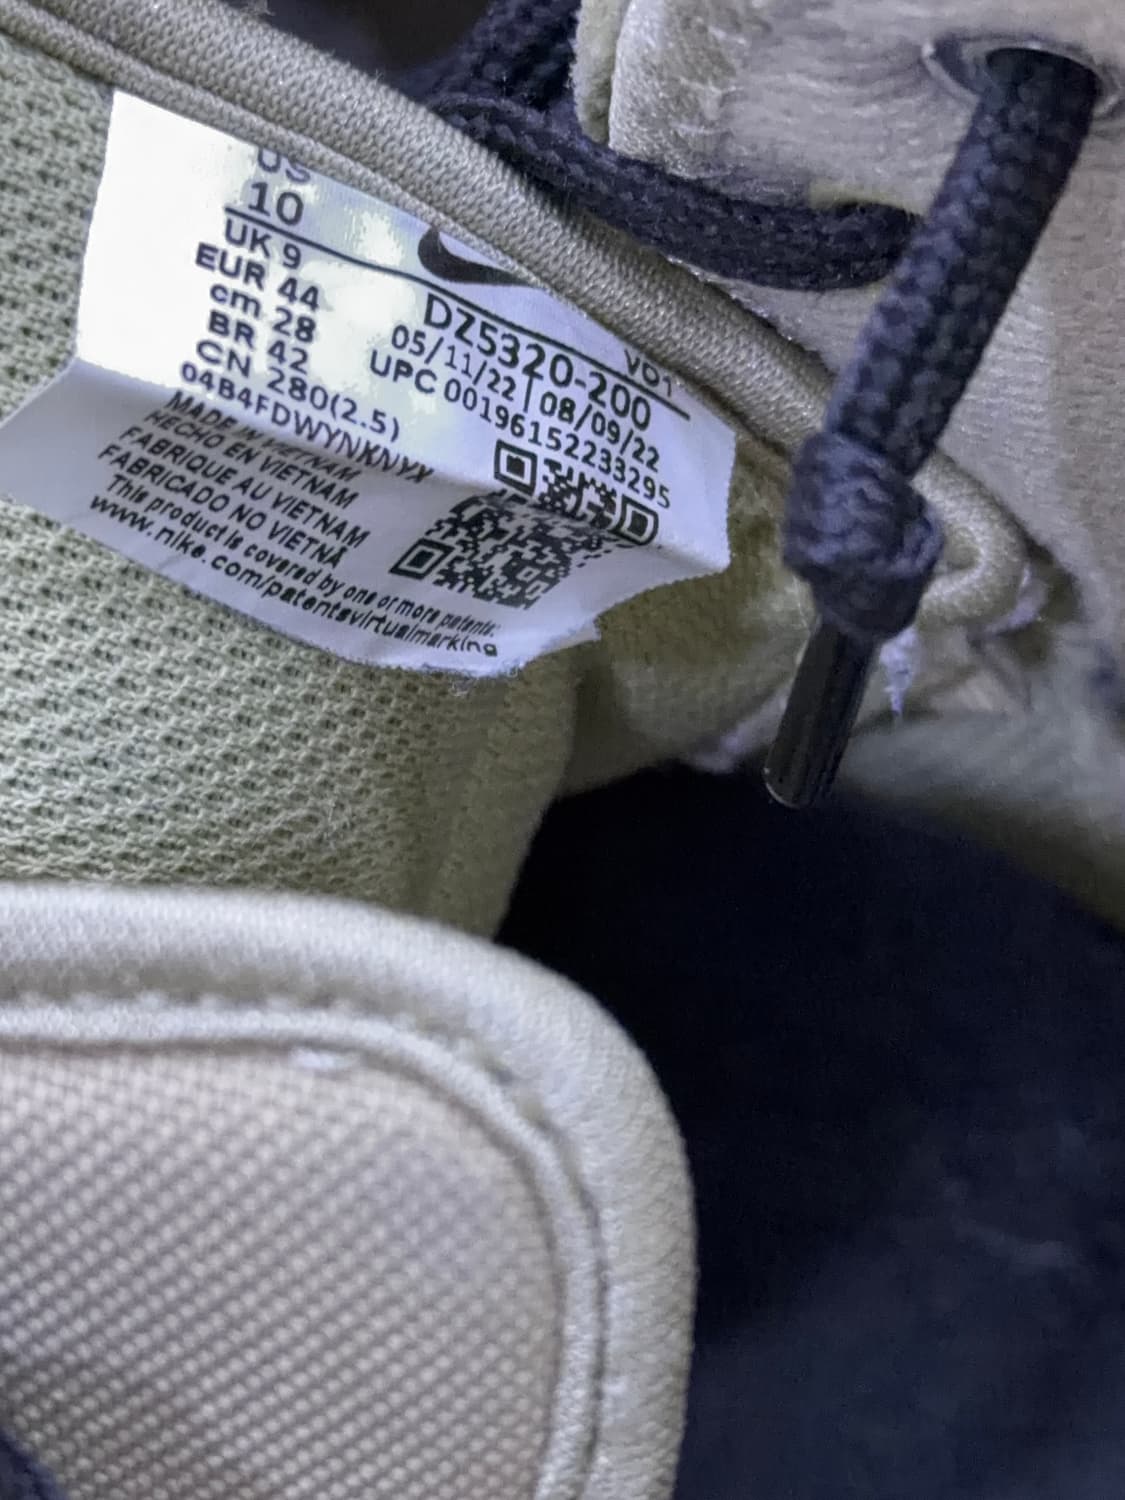 US
10
UK 9
EUR 44
cm 28
BR 42
CN 280(2.5)
04B4FDWYNKNYX
VO1
DZ5320-200
05/11/22 | 08/09/22
UPC 00196152233295
MADE IN VIETNAM
HECHO EN VIETNAM
FABRIQUE AU VIETNAM
FABRICADO NO VIETNÃ
This product is covered by one or more patents:
www.nike.com/patentsvirtualmarking